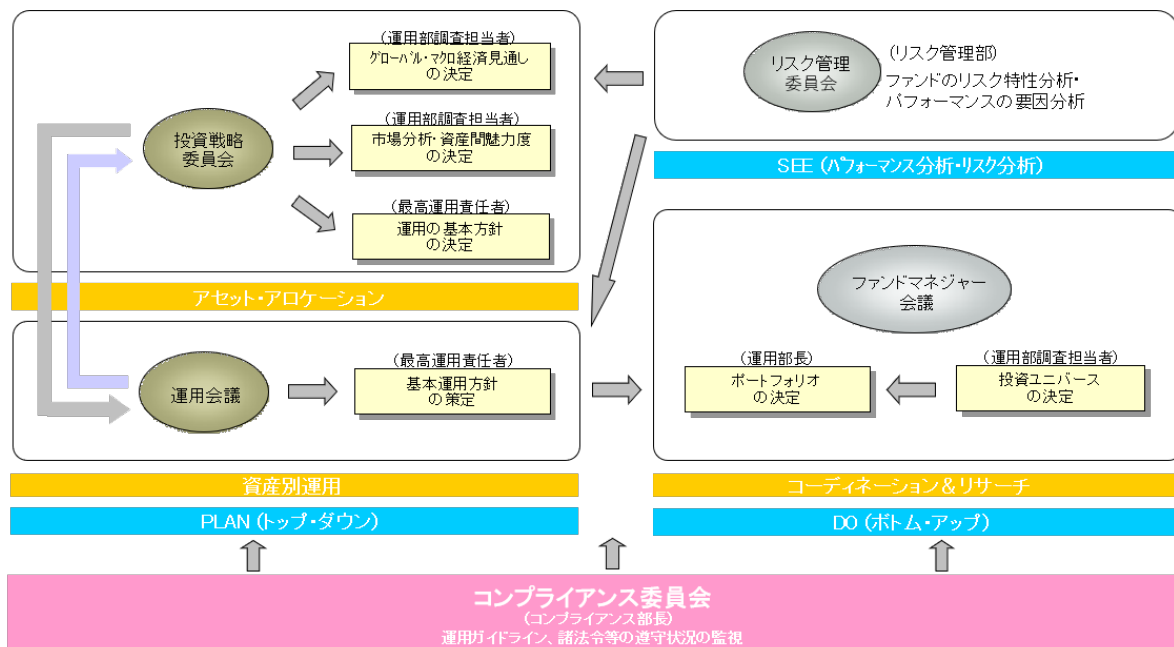 (運用部調査担当者)
グローバル・マクロ経済見通し
の決定
投資戦略
委員会
(運用部調査担当者)
市場分析・資産間魅力度
の決定
(最高運用責任者)
運用の基本方針
の決定
アセット・アロケーション
リスク管理
委員会
(リスク管理部)
ファンドのリスク特性分析・
パフォーマンスの要因分析
SEE (パフォーマンス分析・リスク分析)
運用会議
(最高運用責任者)
基本運用方針
の策定
資産別運用
PLAN (トップ・ダウン)
ファンドマネジャー
会議
(運用部長)
ポートフォリオ
の決定
(運用部調査担当者)
投資ユニバース
の決定
コーディネーション＆リサーチ
DO (ボトム・アップ)
コンプライアンス委員会
(コンプライアンス部長)
運用ガイドライン、諸法令等の遵守状況の監視